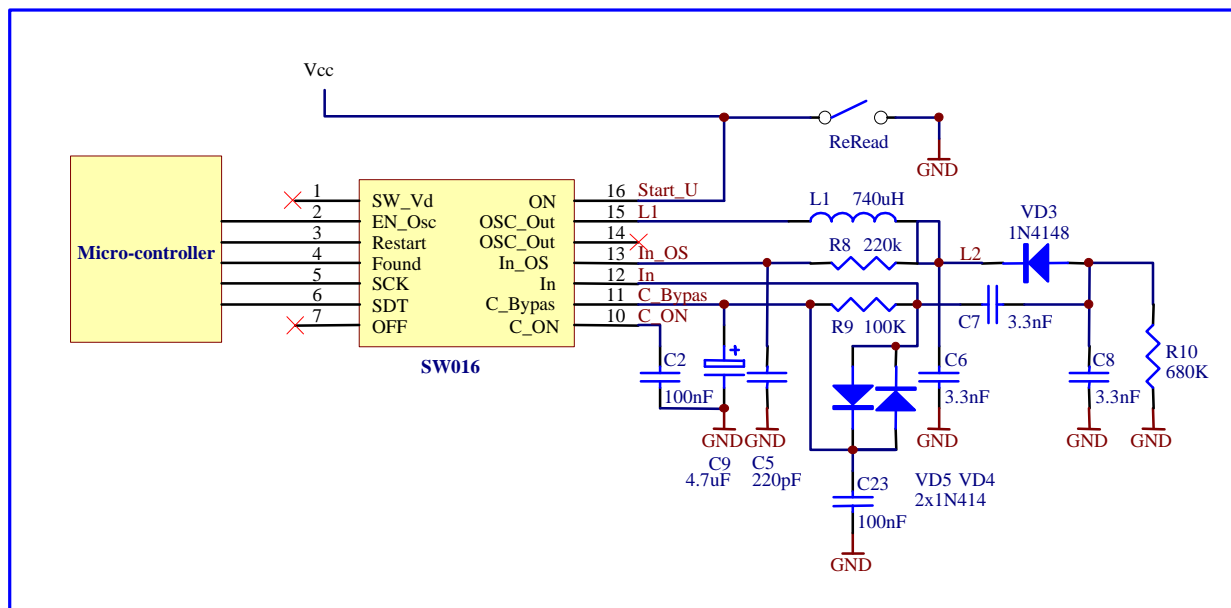 Vcc
ReRead
GND
Micro-controller
1 SW_Vd ON 16 Start_U
2 EN_Osc OSC_Out 15 L1
3 Restart OSC_Out 14
4 Found In_OS 13 In_OS
5 SCK In 12 In
6 SDT C_Bypas 11 C_Bypas
7 OFF C_ON 10 C_ON
SW016
L1 740uH
R8 220k
R9 100K
L2
VD3
1N4148
C7 3.3nF
R10
680K
C2
100nF
+
C6
3.3nF
C8
3.3nF
GND GND GND GND GND
C9
4.7uF
C5
220pF
C23
100nF
VD5 VD4
2x1N414
GND